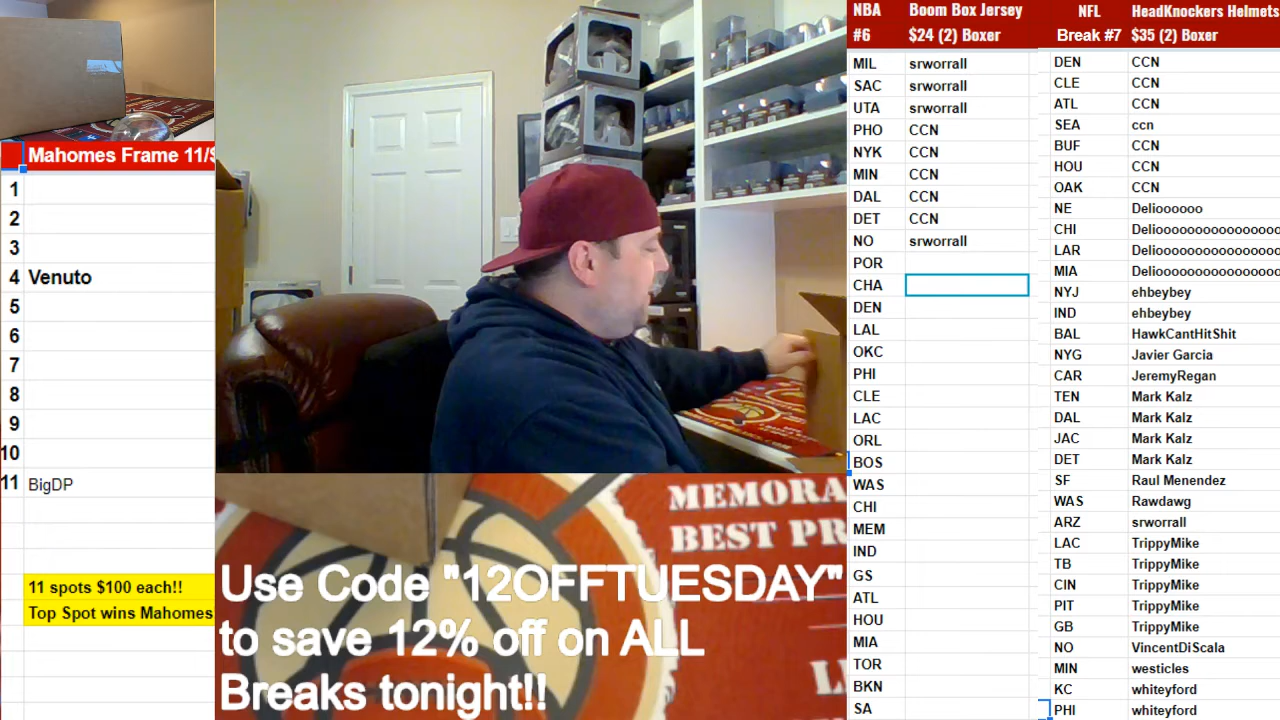 Mahomes Frame 11/
1
2
3
4 Venuto
5
6
7
8
9
10
11 BigDP
11 spots $100 each!!
Top Spot wins Mahomes
MEMORA
BEST PR
Use Code "12OFFTUESDAY"
to save 12% off on ALL
Breaks tonight!!
NBA Boom Box Jersey
#6 $24 (2) Boxer
MIL srworrall
SAC srworrall
UTA srworrall
PHO CCN
NYK CCN
MIN CCN
DAL CCN
DET CCN
NO srworrall
POR
CHA
DEN
LAL
OKC
PHI
CLE
LAC
ORL
BOS
WAS
CHI
MEM
IND
GS
ATL
HOU
MIA
TOR
BKN
SA
NFL HeadKnockers Helmets
Break #7 $35 (2) Boxer
DEN CCN
CLE CCN
ATL CCN
SEA ccn
BUF CCN
HOU CCN
OAK CCN
NE Delioooooo
CHI Deliooooooooooooooo
LAR Deliooooooooooooooo
MIA Deliooooooooooooooo
NYJ ehbeybey
IND ehbeybey
BAL HawkCantHitShit
NYG Javier Garcia
CAR JeremyRegan
TEN Mark Kalz
DAL Mark Kalz
JAC Mark Kalz
DET Mark Kalz
SF Raul Menendez
WAS Rawdawg
ARZ srworrall
LAC TrippyMike
TB TrippyMike
CIN TrippyMike
PIT TrippyMike
GB TrippyMike
NO VincentDiScala
MIN westicles
KC whiteyford
PHI whiteyford